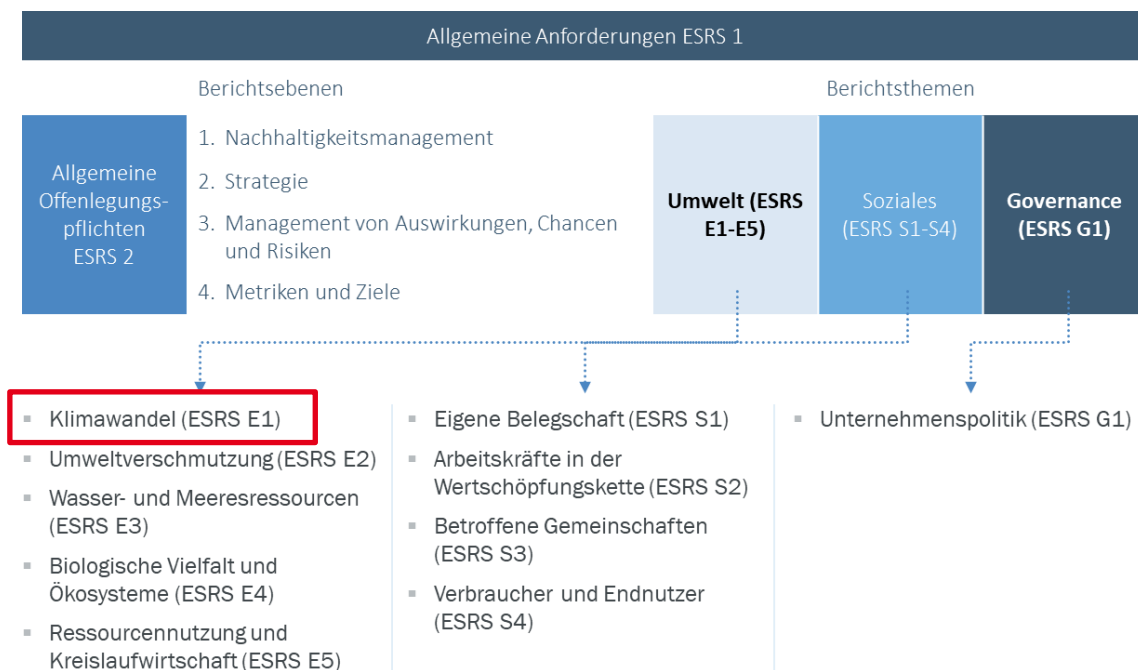 Allgemeine Anforderungen ESRS 1
Berichtsebenen
Berichtsthemen
Allgemeine
Offenlegungs-
pflichten
ESRS 2
1. Nachhaltigkeitsmanagement
2. Strategie
3. Management von Auswirkungen, Chancen
und Risiken
4. Metriken und Ziele
Umwelt (ESRS
E1-E5)
Soziales
(ESRS S1-S4)
Governance
(ESRS G1)
Klimawandel (ESRS E1)
Umweltverschmutzung (ESRS E2)
Wasser- und Meeresressourcen
(ESRS E3)
Biologische Vielfalt und
Ökosysteme (ESRS E4)
Ressourcennutzung und
Kreislaufwirtschaft (ESRS E5)
Eigene Belegschaft (ESRS S1)
Arbeitskräfte in der
Wertschöpfungskette (ESRS S2)
Betroffene Gemeinschaften
(ESRS S3)
Verbraucher und Endnutzer
(ESRS S4)
Unternehmenspolitik (ESRS G1)